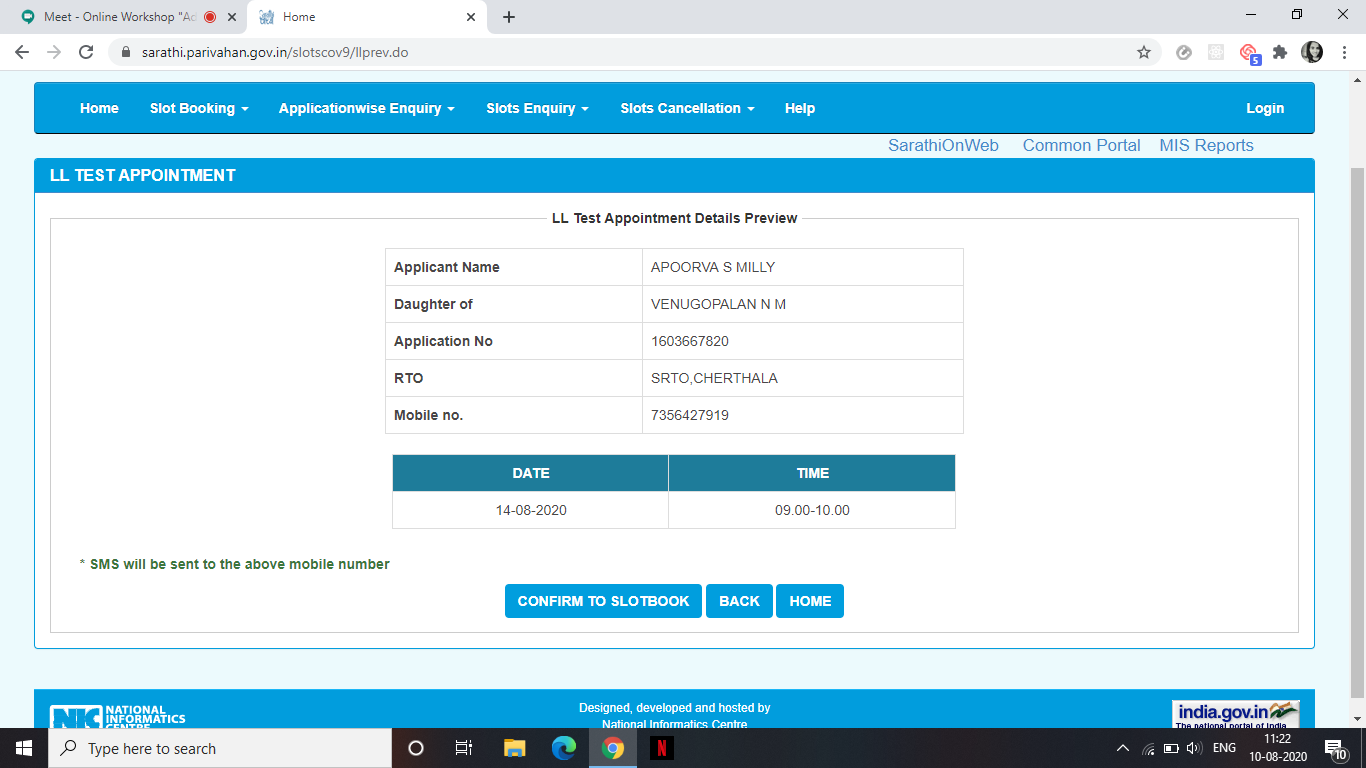 Meet - Online Workshop "Ad
Home
sarathi.parivahan.gov.in/slotscov9/llprev.do
5
Home Slot Booking Applicationwise Enquiry Slots Enquiry Slots Cancellation Help Login
SarathiOnWeb Common Portal MIS Reports
LL TEST APPOINTMENT
LL Test Appointment Details Preview
Applicant Name APOORVA S MILLY
Daughter of VENUGOPALAN N M
Application No 1603667820
RTO SRTO,CHERTHALA
Mobile no. 7356427919
DATE TIME
14-08-2020 09.00-10.00
* SMS will be sent to the above mobile number
CONFIRM TO SLOTBOOK BACK HOME
NIC NATIONAL
INFORMATICS
CENTRE
Designed, developed and hosted by
National Informatics Centre
india.gov.in
The national portal of India
Type here to search
N
ENG
11:22
10-08-2020
10